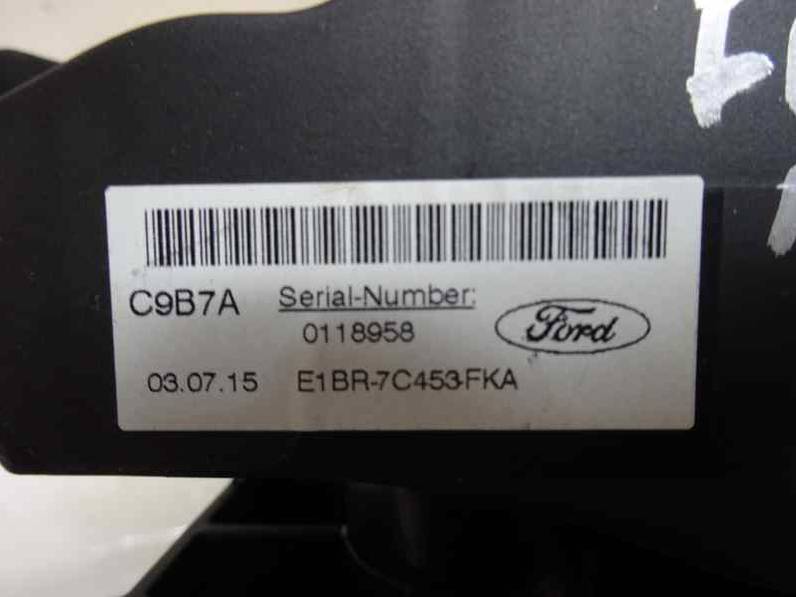 C9B7A Serial-Number:
0118958
Ford
03.07.15 E1BR-7C453-FKA